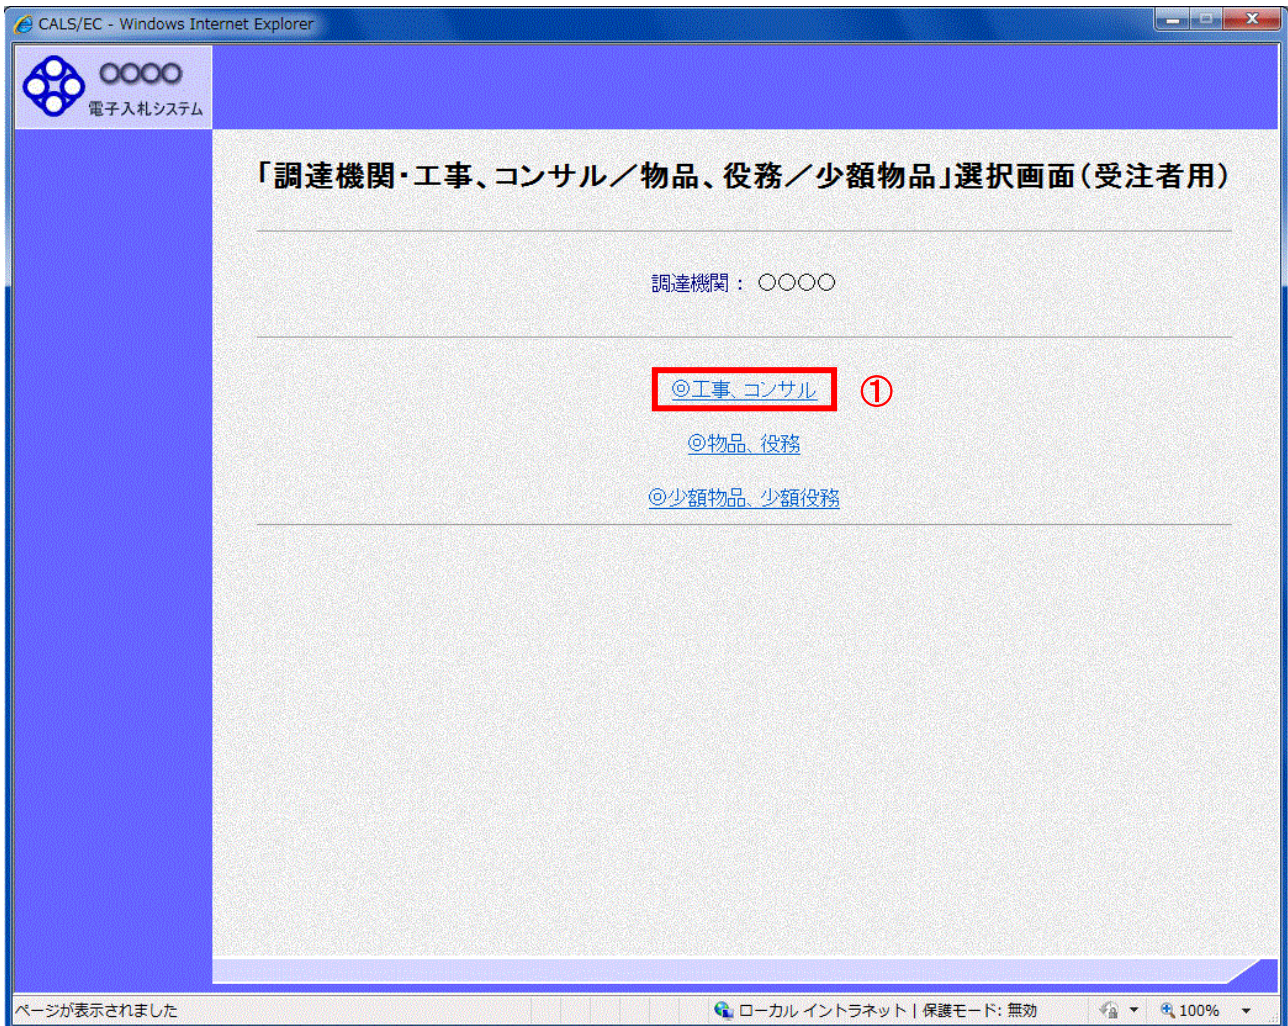 CALS/EC - Windows Internet Explorer
○○○○
電子入札システム
「調達機関・工事、コンサル／物品、役務／少額物品」選択画面（受注者用）
調達機関： ○○○○
◎工事、コンサル ①
◎物品、役務
◎少額物品、少額役務
ページが表示されました ローカル イントラネット | 保護モード: 無効 100%